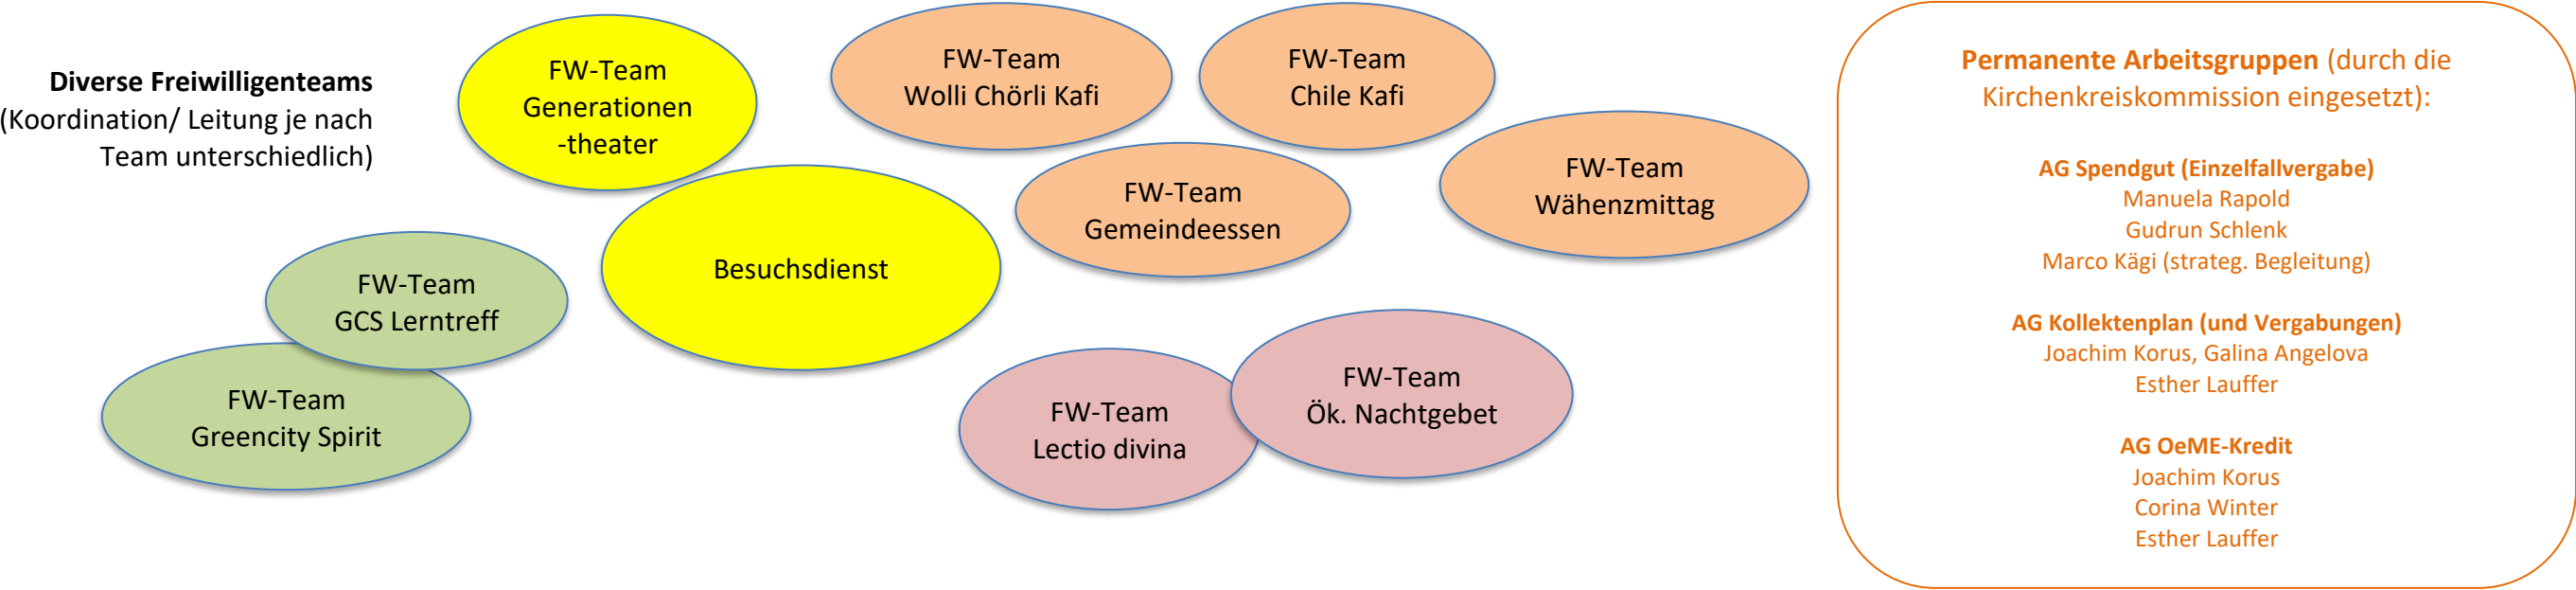 Diverse Freiwilligenteams
(Koordination/ Leitung je nach
Team unterschiedlich)
FW-Team
Generationen
-theater
FW-Team
Wolli Chörli Kafi
FW-Team
Chile Kafi
FW-Team
Gemeindeessen
FW-Team
Wähenzmittag
Besuchsdienst
FW-Team
GCS Lerntreff
FW-Team
Greencity Spirit
FW-Team
Lectio divina
FW-Team
Ök. Nachtgebet
Permanente Arbeitsgruppen (durch die
Kirchenkreiskommission eingesetzt):
AG Spendgut (Einzelfallvergabe)
Manuela Rapold
Gudrun Schlenk
Marco Kägi (strateg. Begleitung)
AG Kollektenplan (und Vergabungen)
Joachim Korus, Galina Angelova
Esther Lauffer
AG OeME-Kredit
Joachim Korus
Corina Winter
Esther Lauffer